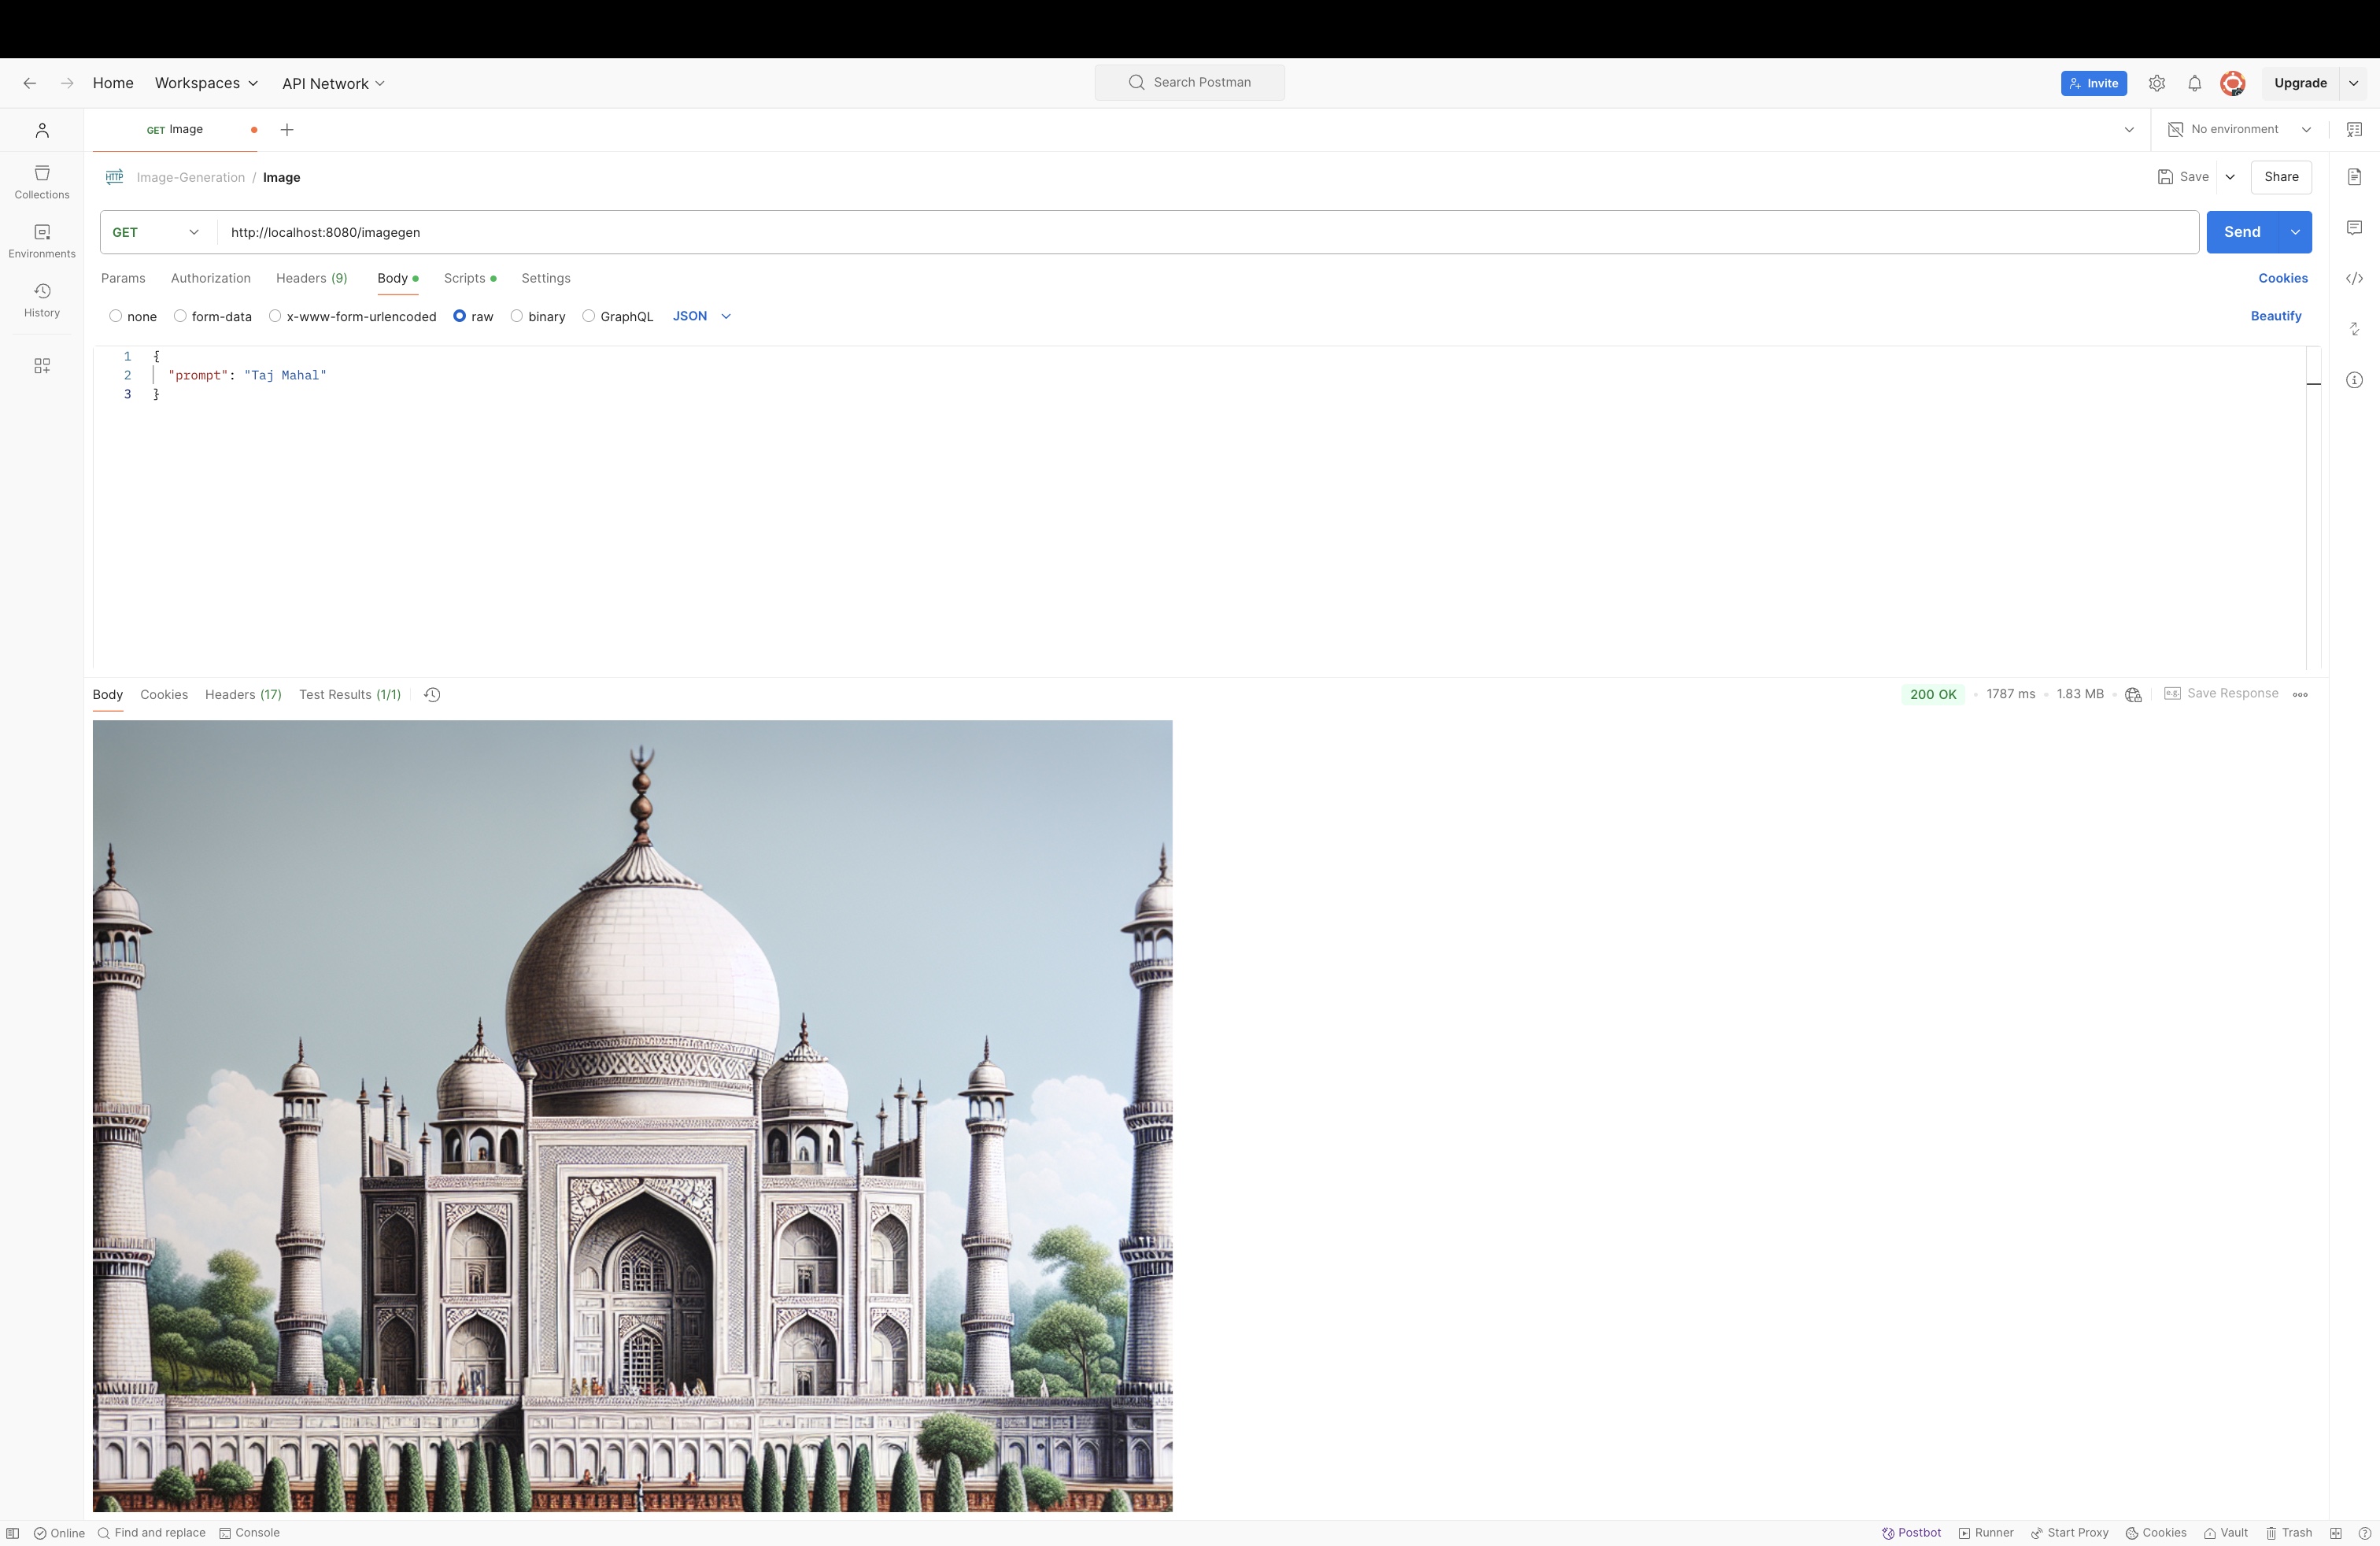 Home Workspaces API Network Search Postman Invite Upgrade
GET Image No environment
Image-Generation / Image Save Share
GET http://localhost:8080/imagegen Send
Params Authorization Headers (9) Body Scripts Settings Cookies
none form-data x-www-form-urlencoded raw binary GraphQL JSON Beautify
Collections
Environments
History
1 {
2 "prompt": "Taj Mahal"
3 }
Body Cookies Headers (17) Test Results (1/1) 200 OK 1787 ms 1.83 MB e.g. Save Response
Online Find and replace Console Postbot Runner Start Proxy Cookies Vault Trash